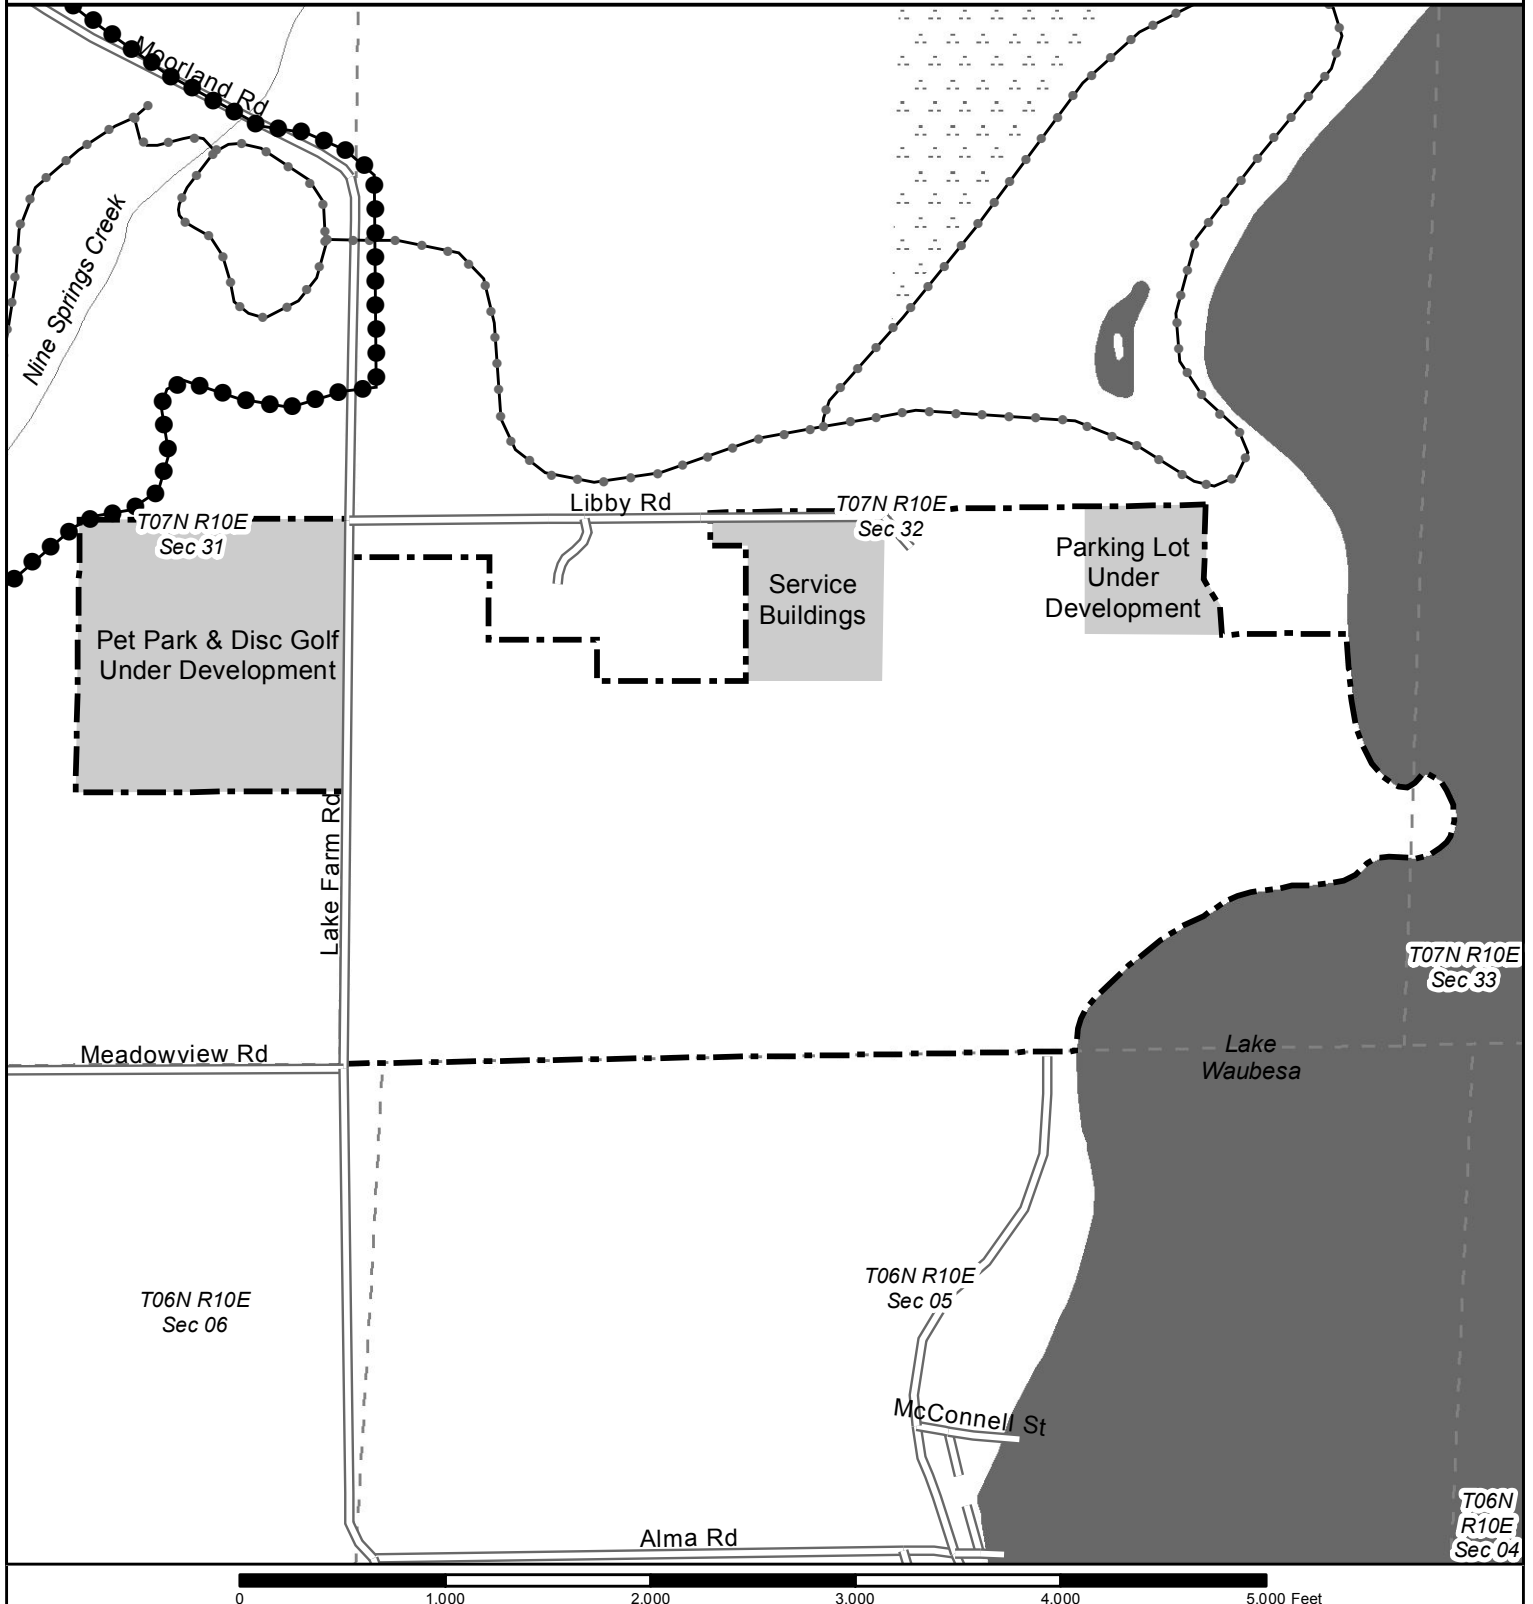 Moorland Rd
Nine Springs Creek
Libby Rd
T07N R10E
Sec 31
T07N R10E
Sec 32
Service
Buildings
Parking Lot
Under
Development
Pet Park & Disc Golf
Under Development
Lake Farm Rd
T07N R10E
Sec 33
Meadowview Rd
Lake
Waubesa
T06N R10E
Sec 06
T06N R10E
Sec 05
McConnell St
Alma Rd
T06N
R10E
Sec 04
0 1,000 2,000 3,000 4,000 5,000 Feet